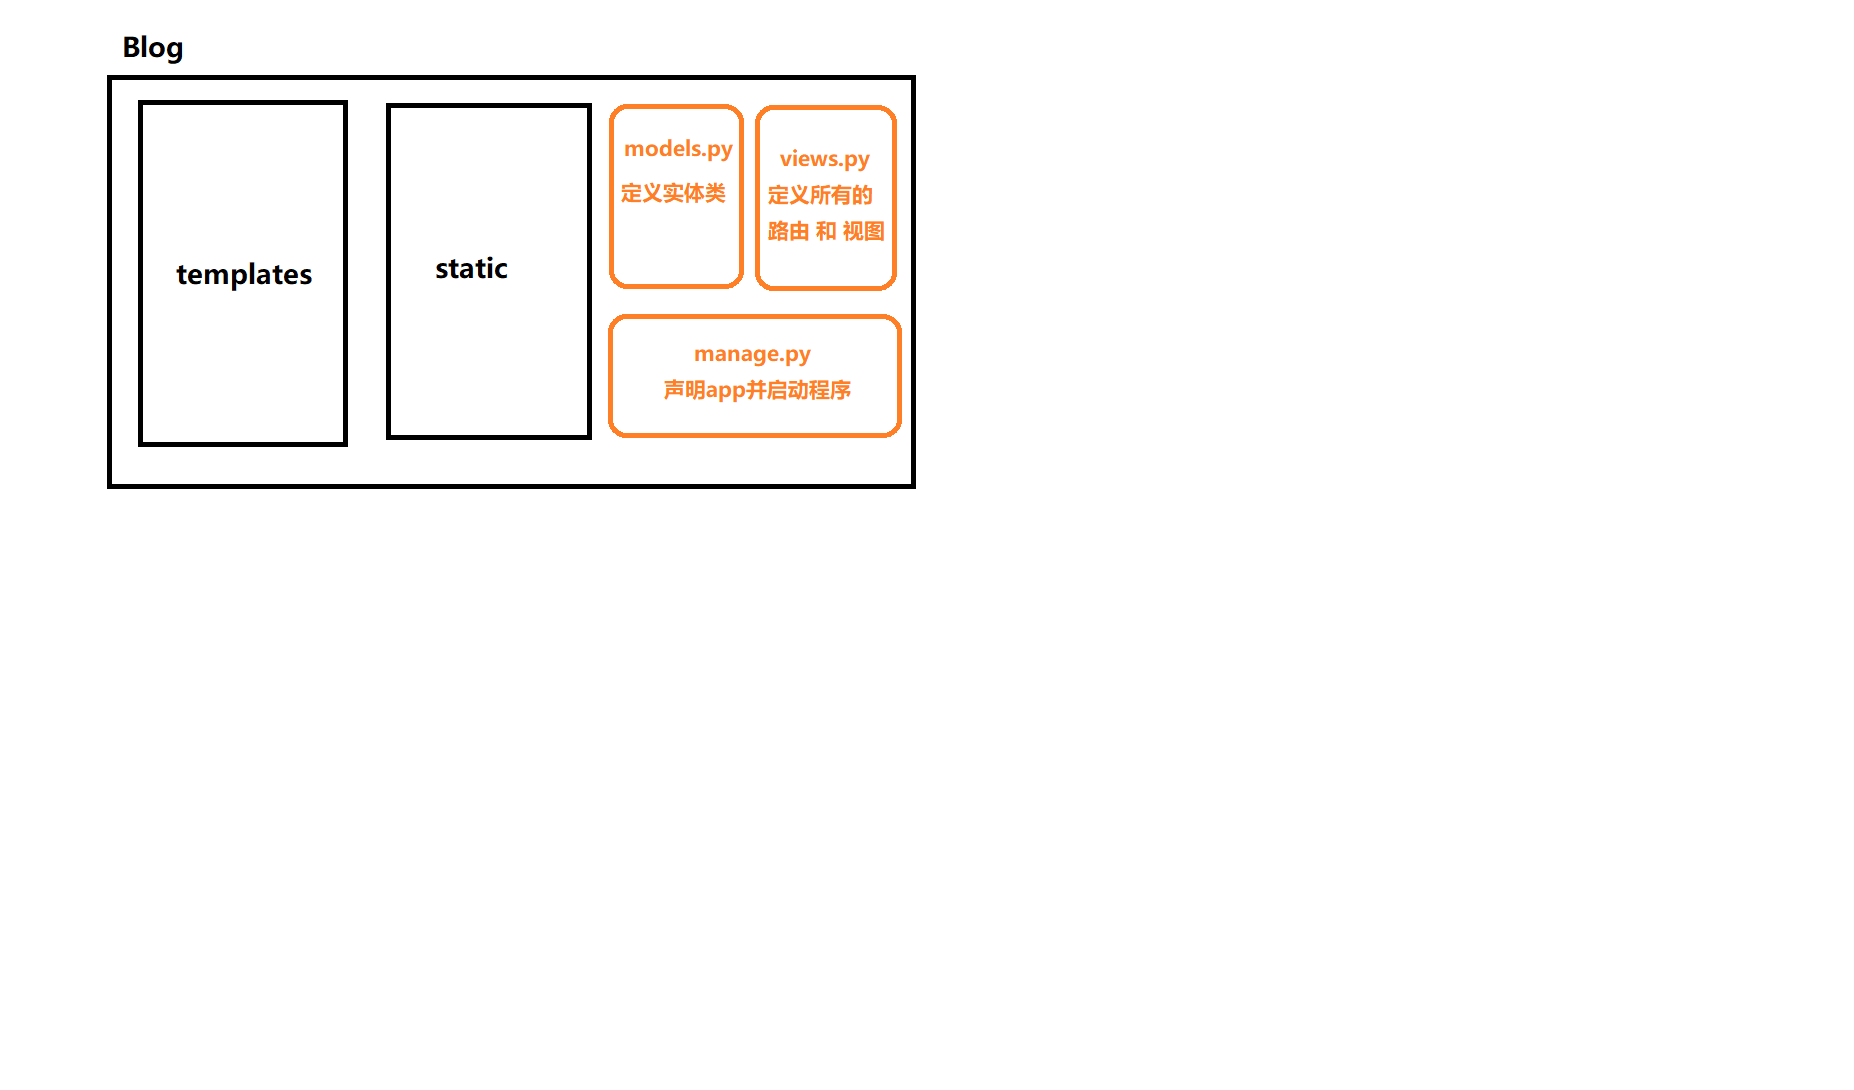 Blog
templates
static
models.py
定义实体类
views.py
定义所有的
路由 和 视图
manage.py
声明app并启动程序